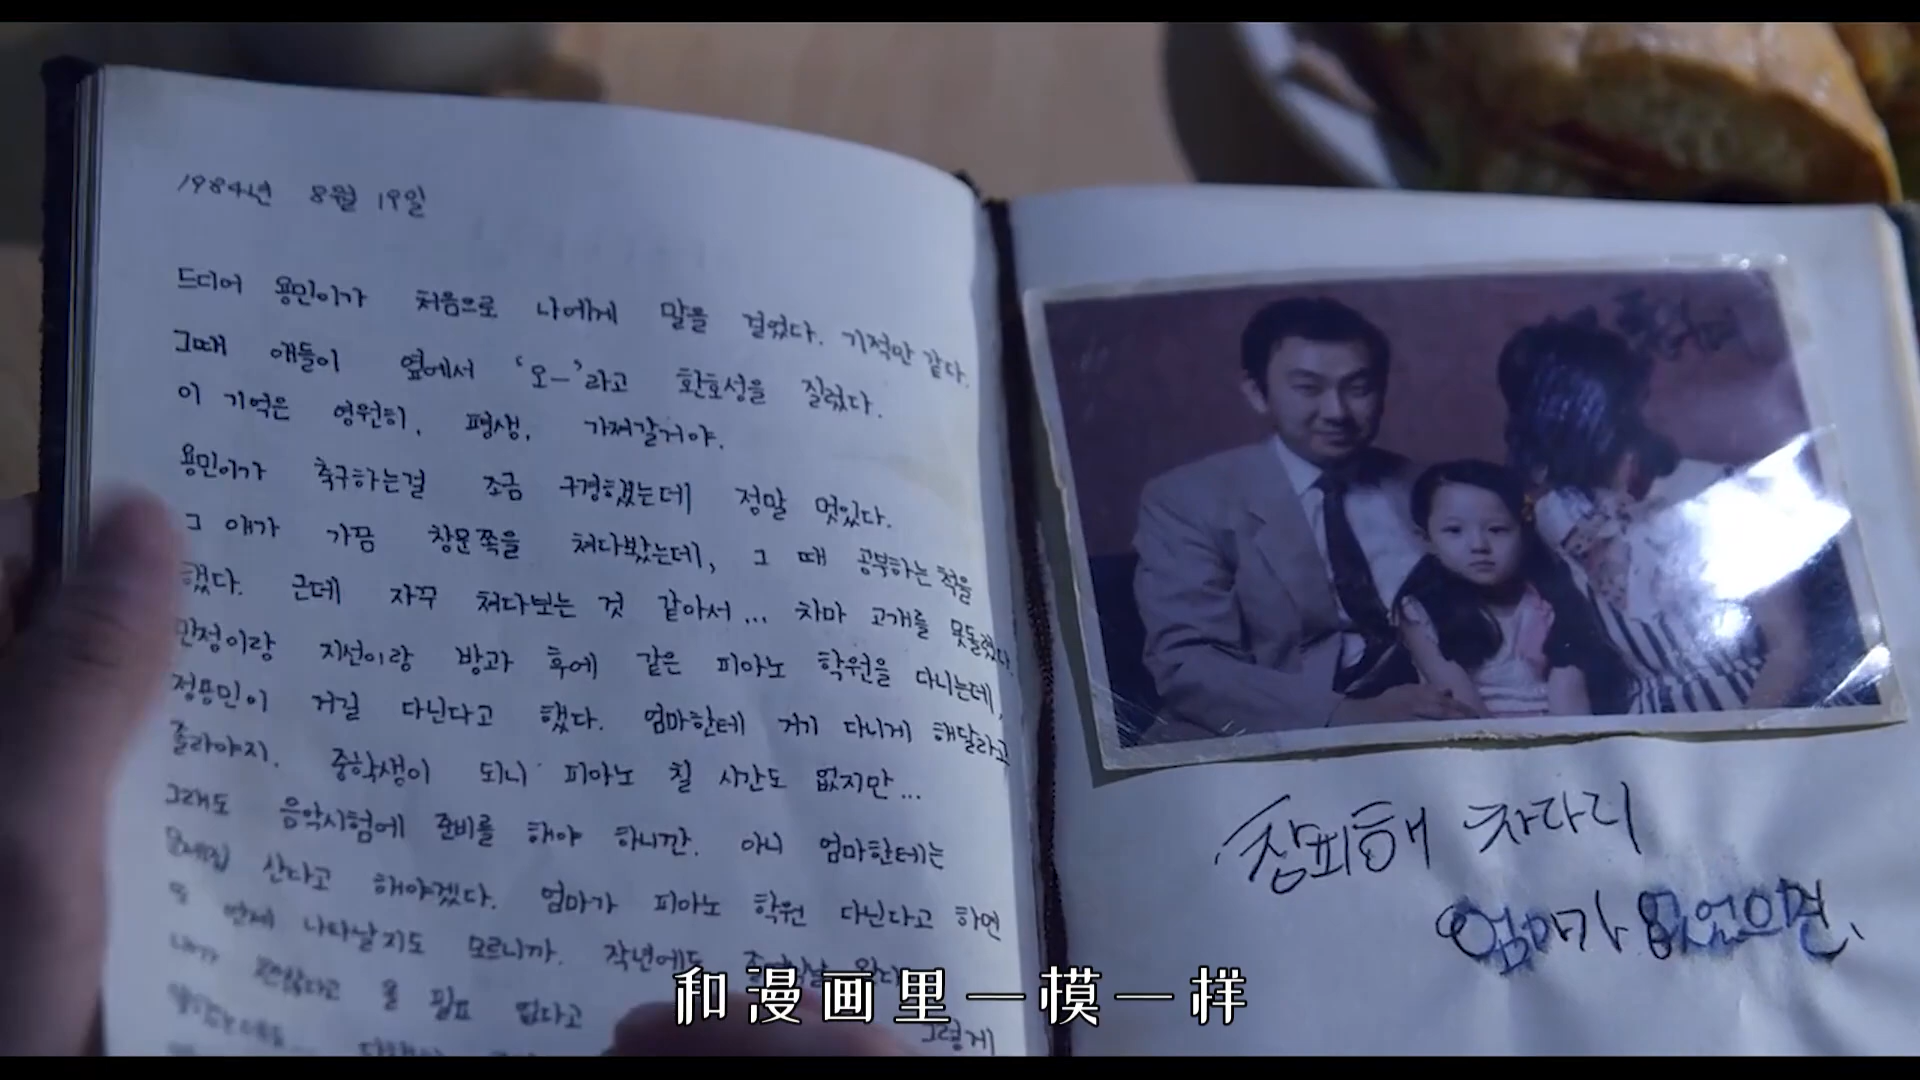 1984년 8월 19일
드디어 용민이가 처음으로 나에게 말을 걸었다. 기적만 같다.
그때 애들이 옆에서 '오-'라고 환호성을 질렀다.
이 기억은 영원히, 평생, 가져갈거야.
용민이가 축구하는걸 조금 구경했는데 정말 멋있다.
그 애가 가끔 창문쪽을 쳐다봤는데, 그 때 공부하는 척을
했다. 근데 자꾸 쳐다보는 것 같아서... 차마 고개를 못돌렸다.
민정이랑 지선이랑 방과 후에 같은 피아노 학원을 다니는데,
정용민이 거길 다닌다고 했다. 엄마한테 거기 다니게 해달라고
졸라야지. 중학생이 되니 피아노 칠 시간도 없지만...
그래도 음악시험에 준비를 해야 하니깐. 아니 엄마한테는
산다고 해야겠다. 엄마가 피아노 학원 다닌다고 하면
또 언제 나타날지도 모르니까. 작년에도
올 필요 없다고 그렇게
창피해 차라리
엄마가 없었으면.
和漫画里一模一样